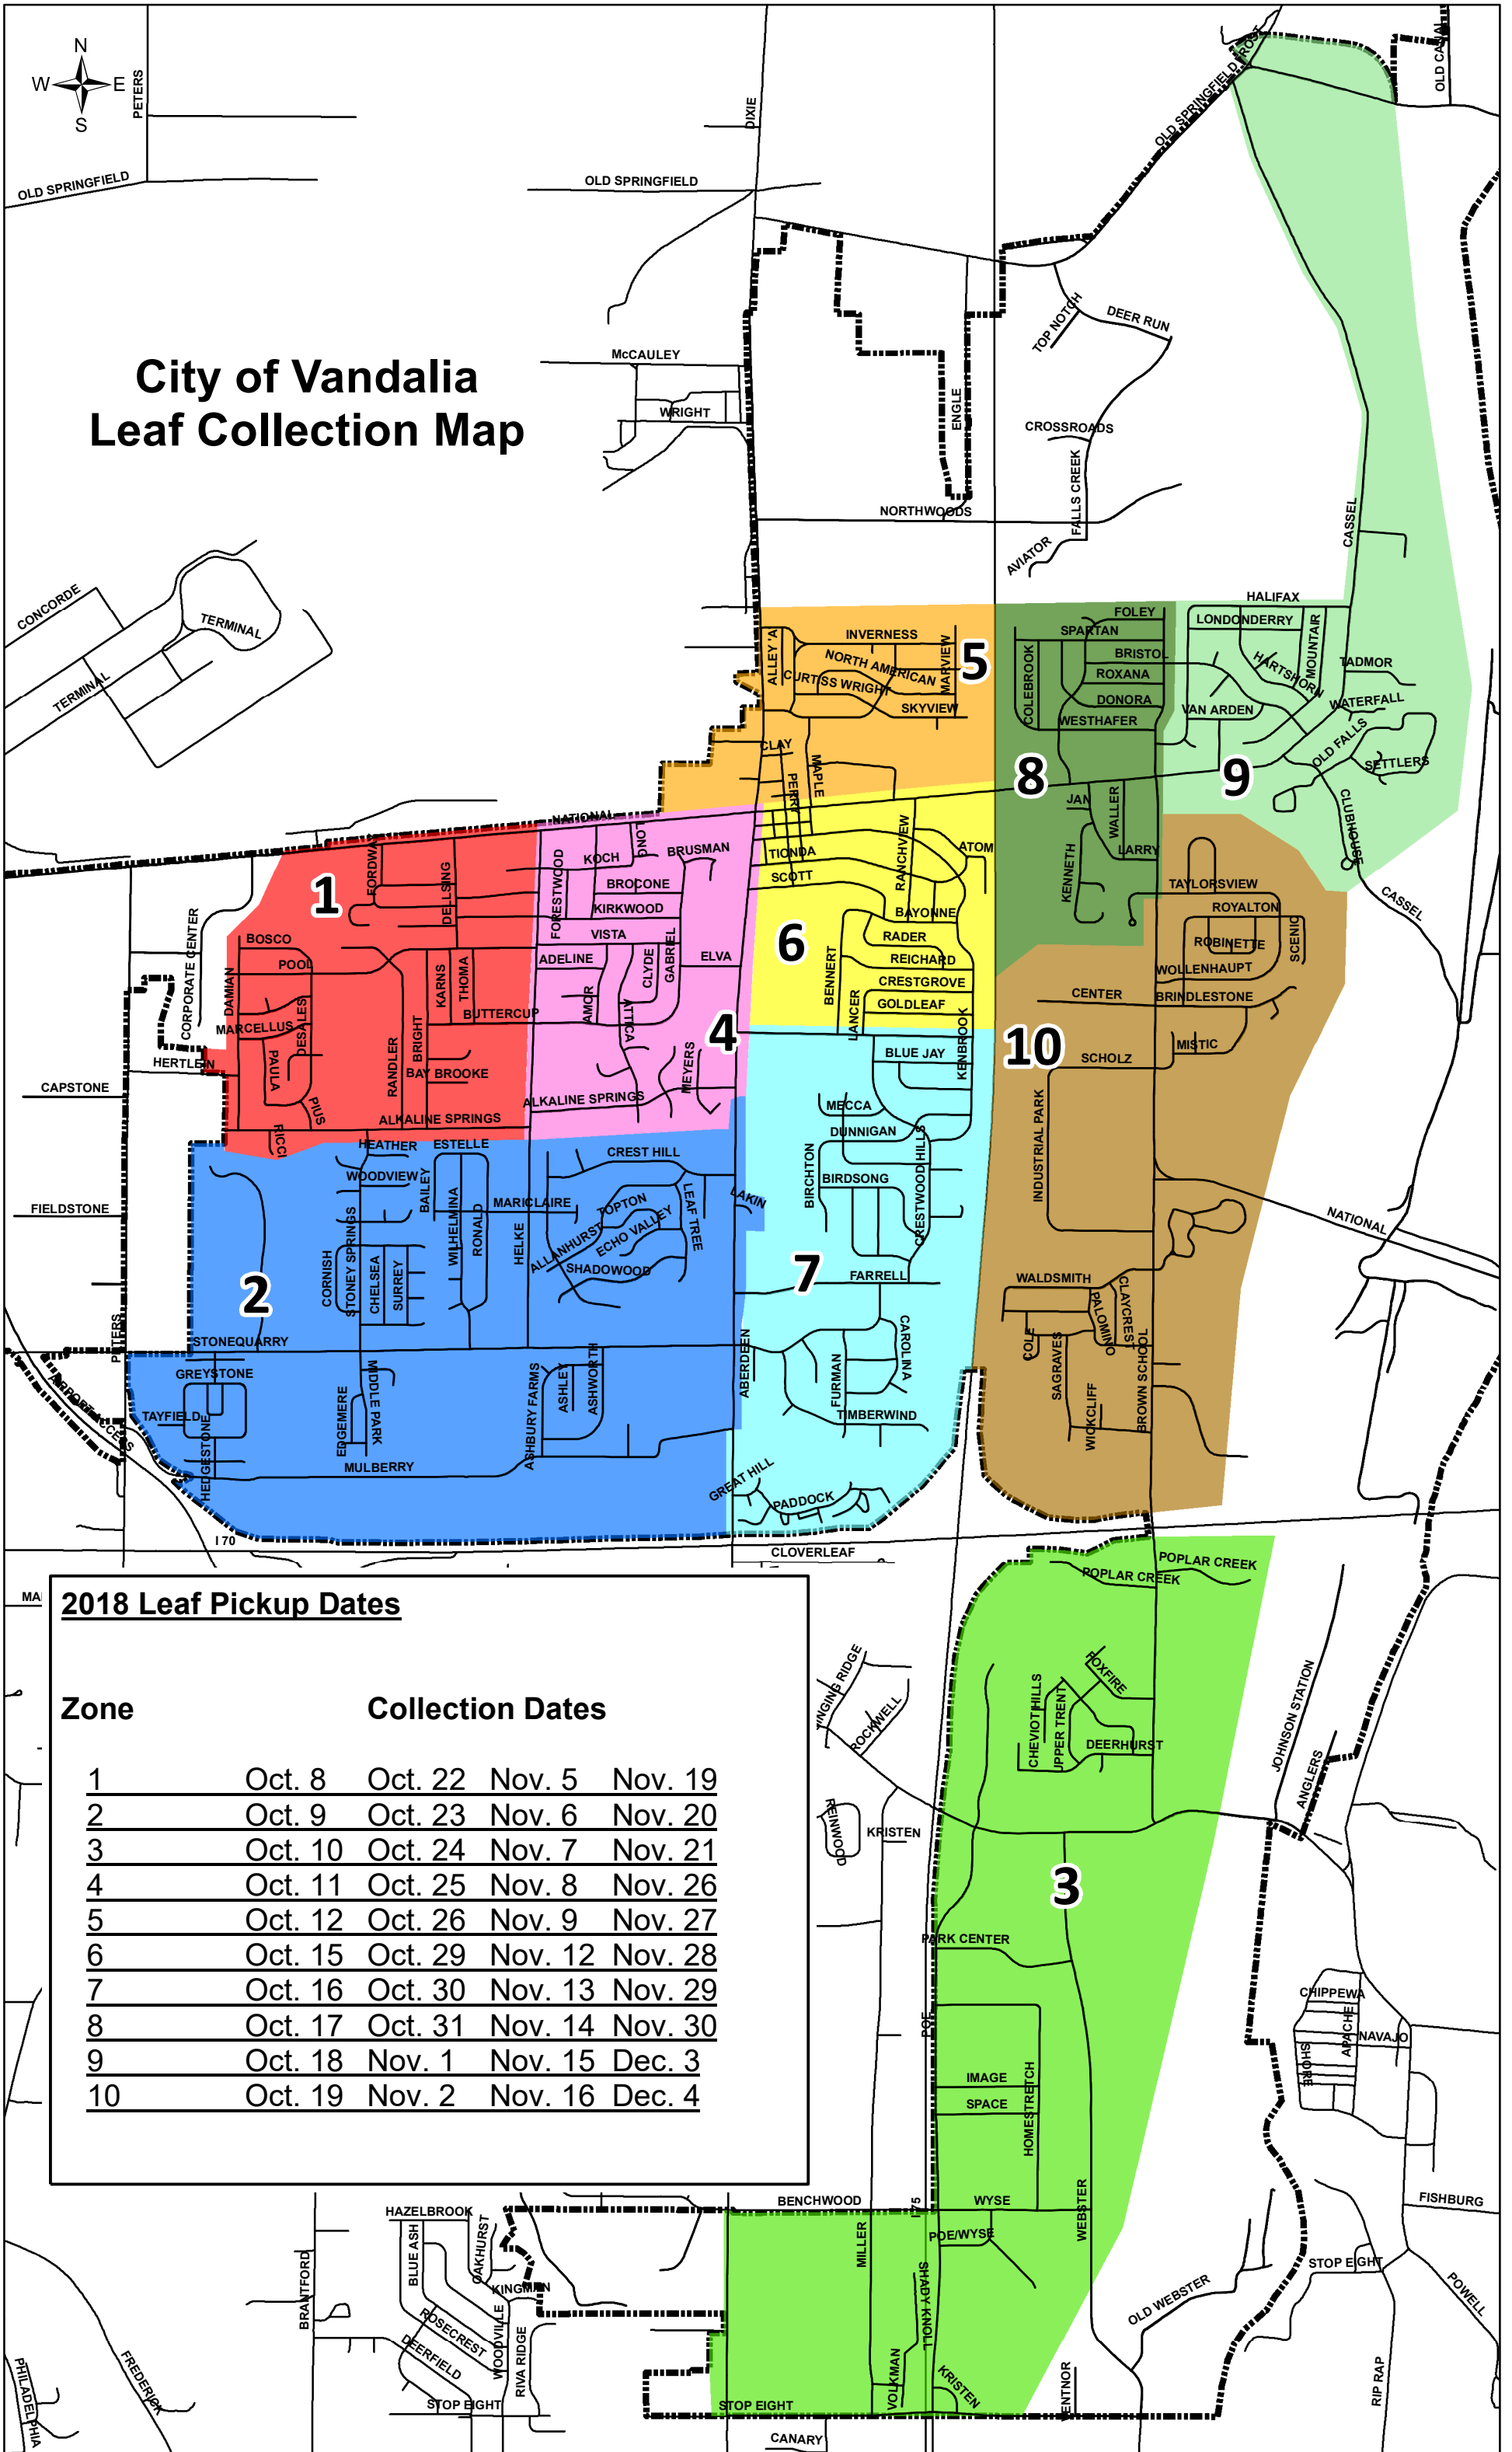 N
W E
S
PETERS
OLD SPRINGFIELD
DIXIE
OLD SPRINGFIELD
OLD SPRINGFIELD
FROST
OLD CANAL
City of Vandalia
Leaf Collection Map
McCAULEY
WRIGHT
ENGLE
TOP NOTCH
DEER RUN
CROSSROADS
FALLS CREEK
NORTHWOODS
AVIATOR
CASSEL
CONCORDE
TERMINAL
TERMINAL
ALLEY 'A'
INVERNESS
NORTH AMERICAN
CURTISS WRIGHT
MARVIEW
SKYVIEW
5
CLAY
PERRY
MAPLE
FOLEY
SPARTAN
BRISTOL
ROXANA
DONORA
COLEBROOK
WESTHAFER
8
JAN
WALLER
LARRY
KENNETH
HALIFAX
LONDONDERRY
MOUNTAIR
HARTSHORN
TADMOR
VAN ARDEN
WATERFALL
OLD FALLS
SETTLERS
9
CLUBHOUSE
CASSEL
NATIONAL
1
FORDWAY
DELLSING
BOSCO
POOL
DAMIAN
CORPORATE CENTER
MARCELLUS
DESALES
PAULA
PIUS
RICCI
HERTLEIN
KARNS
THOMA
BUTTERCUP
RANDLER
BRIGHT
BAY BROOKE
ALKALINE SPRINGS
LONG
KOCH
BRUSMAN
FORESTWOOD
BROCONE
KIRKWOOD
VISTA
ADELINE
CLYDE
GABRIEL
ELVA
AMOR
ATTICA
4
MEYERS
ALKALINE SPRINGS
TIONDA
SCOTT
RANCHVIEW
ATOM
BAYONNE
6
RADER
REICHARD
BENNERT
CRESTGROVE
LANCER
GOLDLEAF
KENBROOK
BLUE JAY
MECCA
DUNNIGAN
BIRCHTON
BIRDSONG
CRESTWOOD HILLS
7
FARRELL
ABERDEEN
CAROLINA
FURMAN
TIMBERWIND
GREAT HILL
PADDOCK
TAYLORSVIEW
ROYALTON
ROBINETTE
SCENIC
WOLLENHAUPT
CENTER
BRINDLESTONE
10
MISTIC
SCHOLZ
INDUSTRIAL PARK
NATIONAL
WALDSMITH
CLAYCREST
PALOMINO
COLE
SAGRAVES
WICKCLIFF
BROWN SCHOOL
CAPSTONE
FIELDSTONE
PETERS
AIRPORT ACCESS
2
HEATHER
ESTELLE
WOODVIEW
BAILEY
WILHELMINA
RONALD
MARICLAIRE
CORNISH
STONEY SPRINGS
CHELSEA
SURREY
HELKE
CREST HILL
TOPTON
ALLANHURST
ECHO VALLEY
LEAF TREE
SHADOWOOD
LAKIN
STONEQUARRY
GREYSTONE
TAYFIELD
HEDGESTONE
EDGEMERE
MIDDLE PARK
MULBERRY
ASHBURY FARMS
ASHLEY
ASHWORTH
I 70
CLOVERLEAF
MA
2018 Leaf Pickup Dates
Zone Collection Dates
1 Oct. 8 Oct. 22 Nov. 5 Nov. 19
2 Oct. 9 Oct. 23 Nov. 6 Nov. 20
3 Oct. 10 Oct. 24 Nov. 7 Nov. 21
4 Oct. 11 Oct. 25 Nov. 8 Nov. 26
5 Oct. 12 Oct. 26 Nov. 9 Nov. 27
6 Oct. 15 Oct. 29 Nov. 12 Nov. 28
7 Oct. 16 Oct. 30 Nov. 13 Nov. 29
8 Oct. 17 Oct. 31 Nov. 14 Nov. 30
9 Oct. 18 Nov. 1 Nov. 15 Dec. 3
10 Oct. 19 Nov. 2 Nov. 16 Dec. 4
POPLAR CREEK
POPLAR CREEK
FOXFIRE
CHEVIOT HILLS
UPPER TRENT
DEERHURST
ROCKWELL
REINWOOD
KRISTEN
JOHNSON STATION
ANGLERS
3
PARK CENTER
POE
IMAGE
SPACE
HOMESTRETCH
CHIPPEWA
APACHE
NAVAJO
SHORE
BENCHWOOD
I 75
WYSE
POE/WYSE
MILLER
WEBSTER
SHADY KNOLL
VOLKMAN
KRISTEN
STOP EIGHT
CANARY
OLD WEBSTER
FISHBURG
STOP EIGHT
POWELL
RIP RAP
HAZELBROOK
BLUE ASH
OAKHURST
KINGMAN
BRANTFORD
ROSECREST
DEERFIELD
WOODVILLE
RIVA RIDGE
STOP EIGHT
FREDERICK
PHILADELPHIA